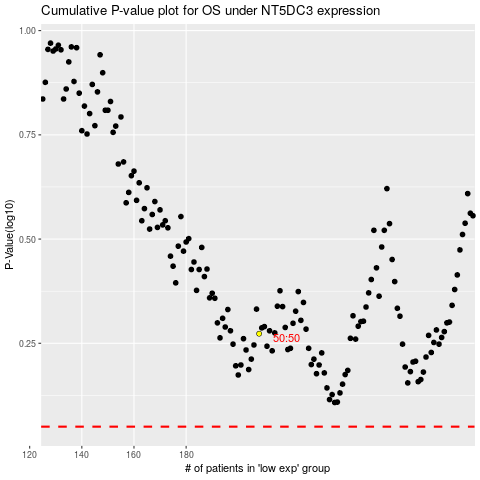 Cumulative P-value plot for OS under NT5DC3 expression
1.00
0.75
0.50
0.25
P-Value(log10)
50:50
120 140 160 180
# of patients in 'low exp' group